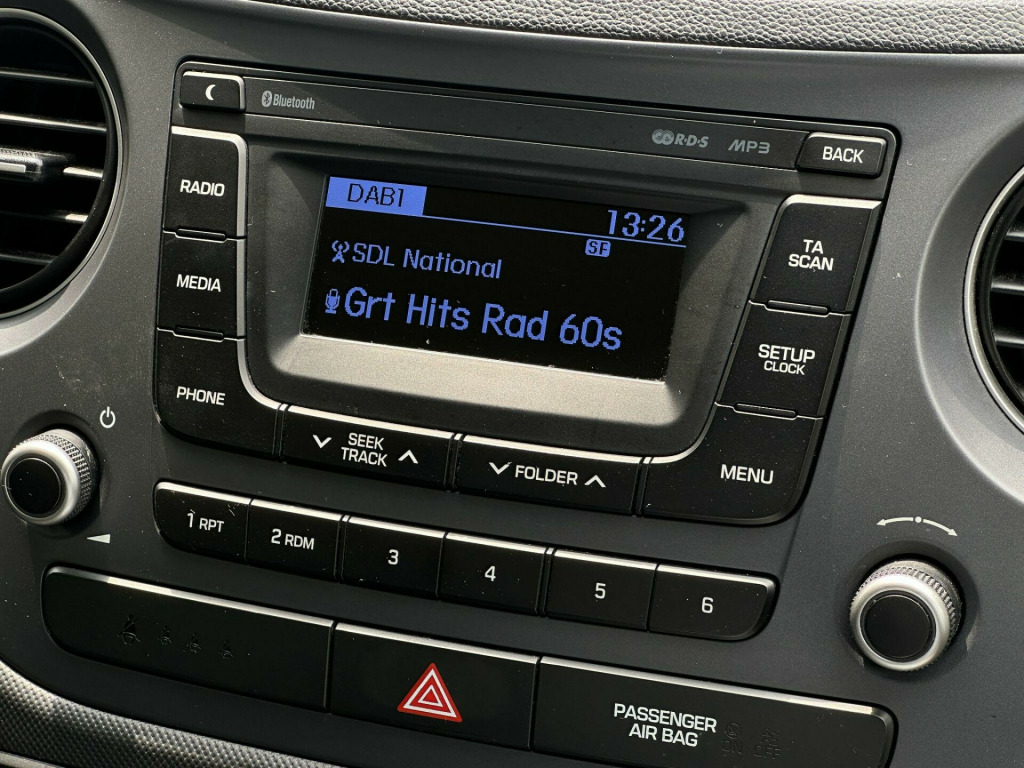 Bluetooth
R·D·S
MP3
BACK
RADIO
DAB1
13:26
SF
TA
SCAN
SDL National
MEDIA
Grt Hits Rad 60s
SETUP
CLOCK
PHONE
SEEK
TRACK
FOLDER
MENU
1 RPT
2 RDM
3
4
5
6
PASSENGER
AIR BAG